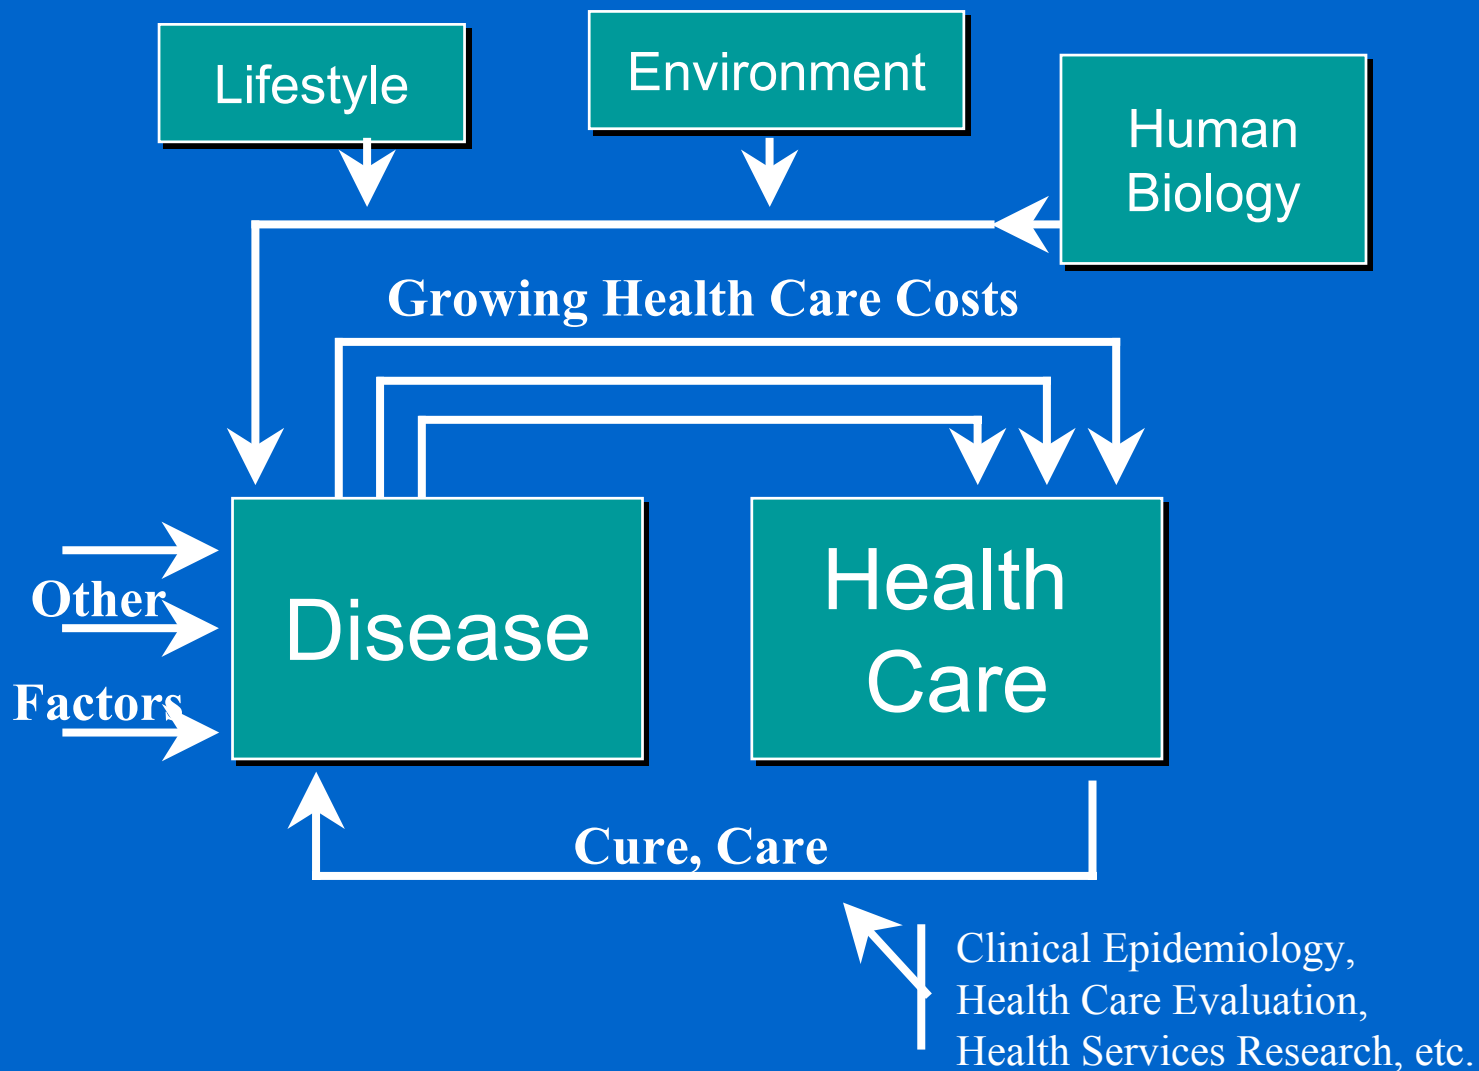 Lifestyle
Environment
Human
Biology
Growing Health Care Costs
Other
Factors
Disease
Health
Care
Cure, Care
Clinical Epidemiology,
Health Care Evaluation,
Health Services Research, etc.